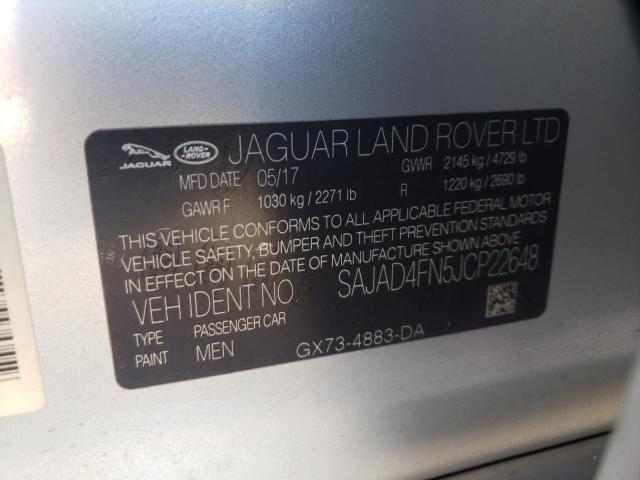 JAGUAR LAND-ROVER JAGUAR LAND ROVER LTD
MFD DATE 05/17 GVWR 2145 kg / 4729 lb
GAWR F 1030 kg / 2271 lb R 1220 kg / 2690 lb
THIS VEHICLE CONFORMS TO ALL APPLICABLE FEDERAL MOTOR
VEHICLE SAFETY, BUMPER AND THEFT PREVENTION STANDARDS
IN EFFECT ON THE DATE OF MANUFACTURE SHOWN ABOVE
VEH IDENT NO. SAJAD4FN5JCP22648
TYPE PASSENGER CAR
PAINT MEN GX73-4883-DA